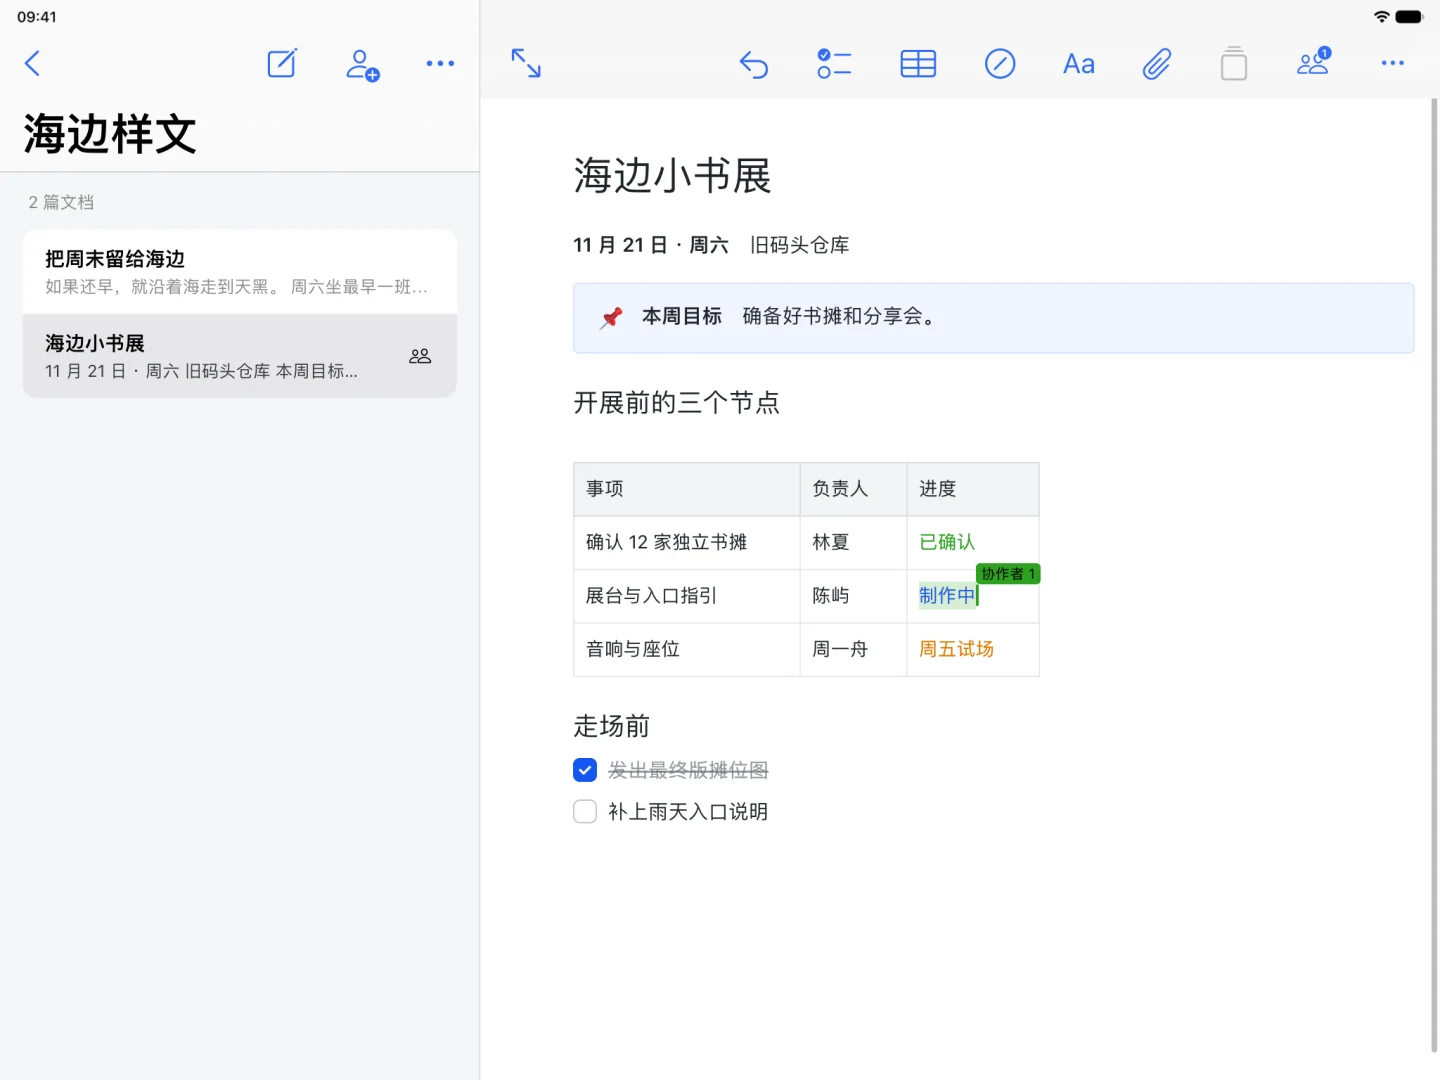 09:41
海边样文
2 篇文档
把周末留给海边
如果还早，就沿着海走到天黑。 周六坐最早一班…
海边小书展
11 月 21 日 · 周六 旧码头仓库 本周目标...
Aa
1
海边小书展
11 月 21 日 · 周六 旧码头仓库
本周目标 确备好书摊和分享会。
开展前的三个节点
事项 负责人 进度
确认 12 家独立书摊 林夏 已确认
协作者 1
展台与入口指引 陈屿 制作中
音响与座位 周一舟 周五试场
走场前
发出最终版摊位图
补上雨天入口说明